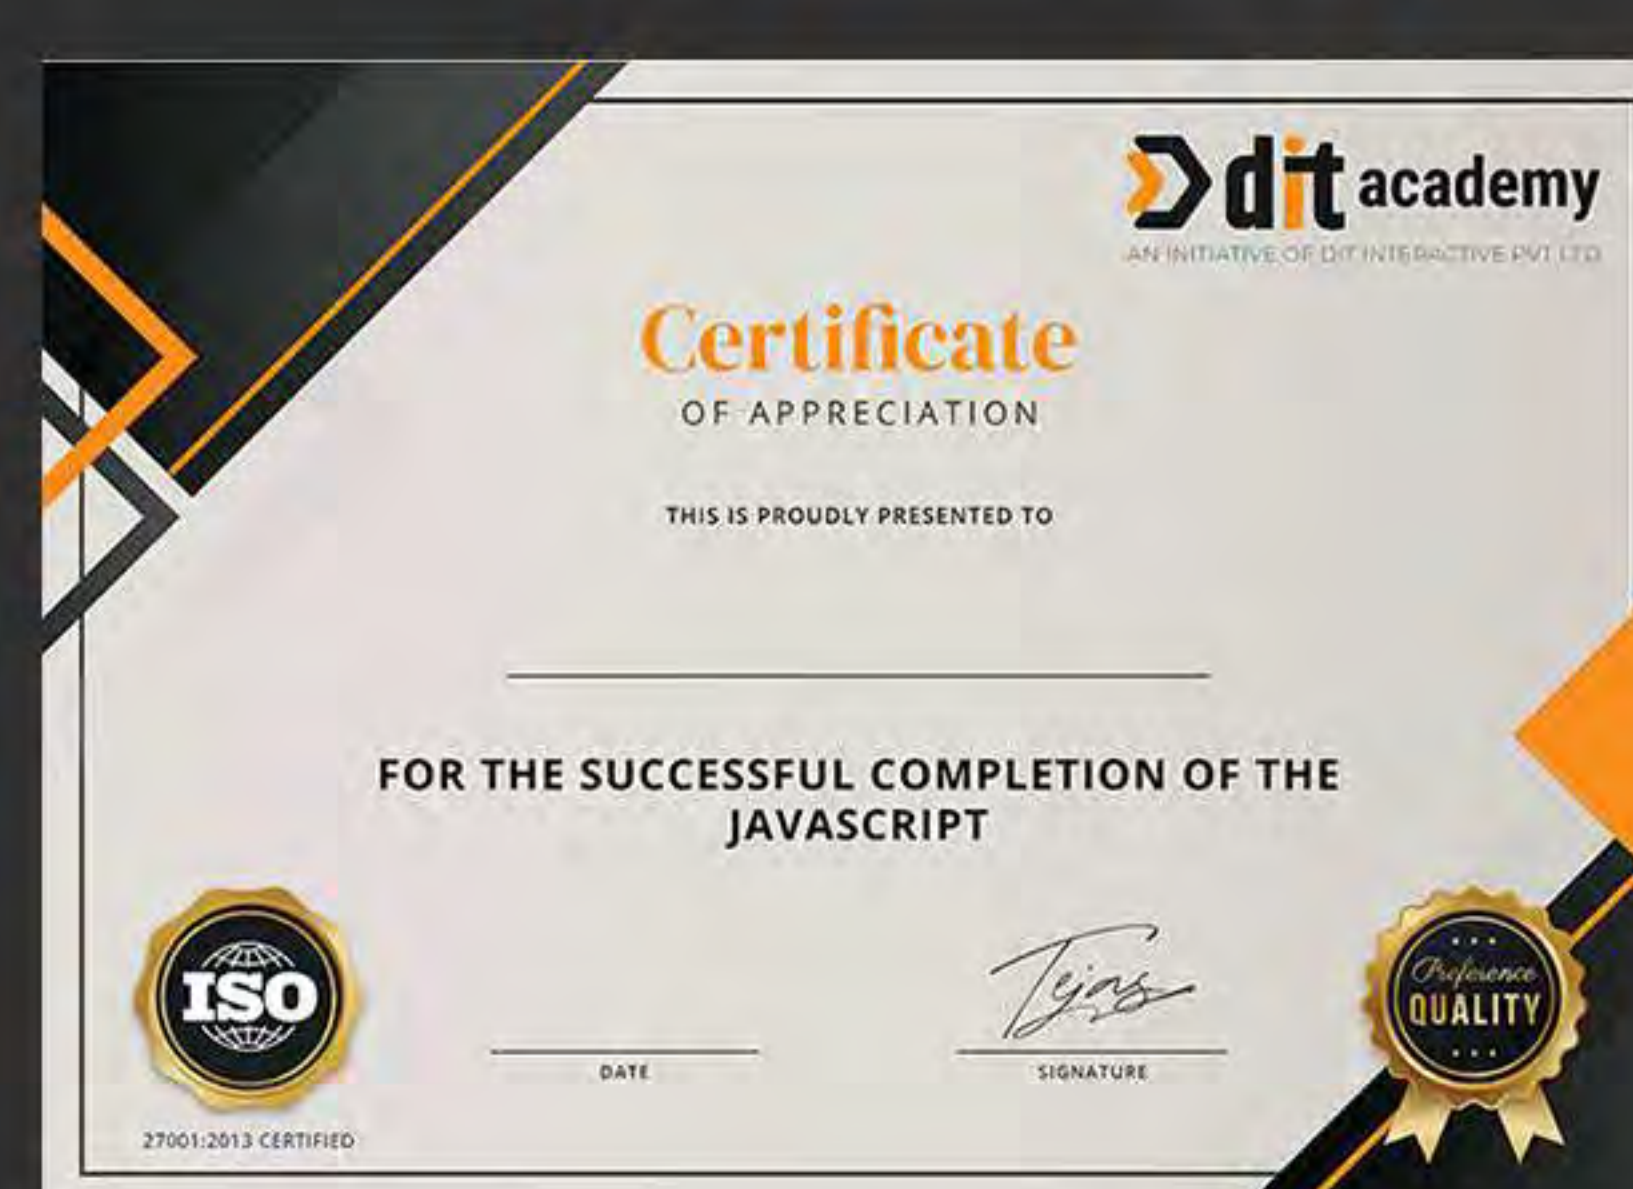 dit academy
AN INITIATIVE OF DIT INTERACTIVE PVT LTD
Certificate
OF APPRECIATION
THIS IS PROUDLY PRESENTED TO
FOR THE SUCCESSFUL COMPLETION OF THE
JAVASCRIPT
ISO
27001:2013 CERTIFIED
DATE
Tejas
SIGNATURE
Preference
QUALITY